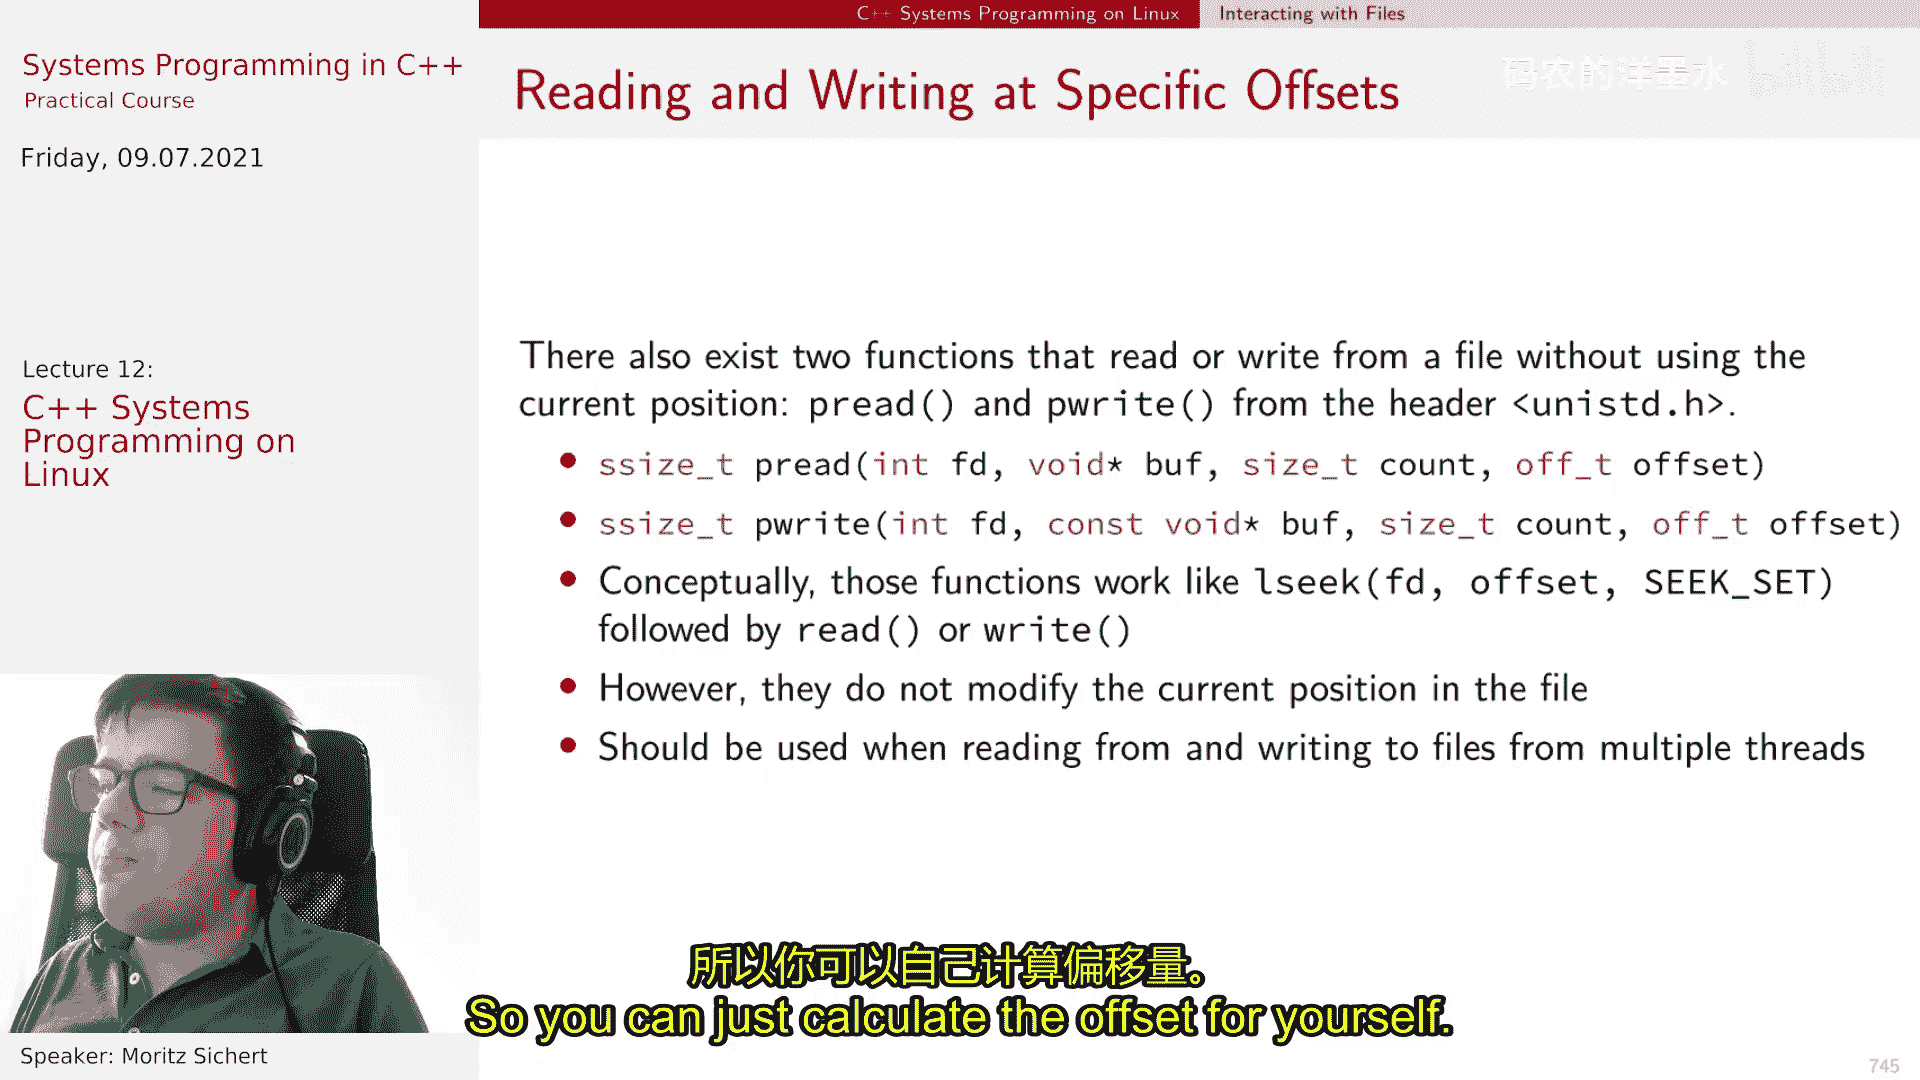 C++ Systems Programming on Linux
Interacting with Files
Systems Programming in C++
Practical Course
Friday, 09.07.2021
Lecture 12:
C++ Systems
Programming on
Linux
Reading and Writing at Specific Offsets
码农的洋墨水
There also exist two functions that read or write from a file without using the
current position: pread() and pwrite() from the header <unistd.h>.
• ssize_t pread(int fd, void* buf, size_t count, off_t offset)
• ssize_t pwrite(int fd, const void* buf, size_t count, off_t offset)
• Conceptually, those functions work like lseek(fd, offset, SEEK_SET)
followed by read() or write()
• However, they do not modify the current position in the file
• Should be used when reading from and writing to files from multiple threads
所以你可以自己计算偏移量。
So you can just calculate the offset for yourself.
Speaker: Moritz Sichert
745